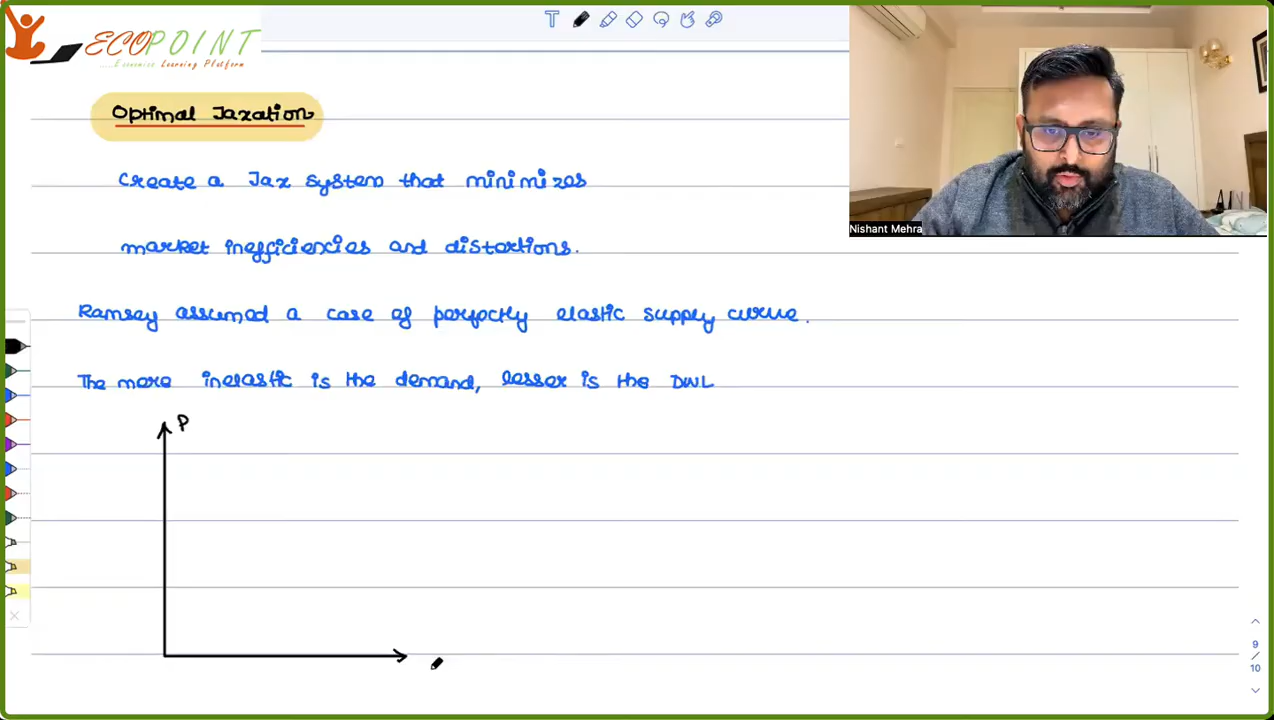 ECOPOINT
....Economics Learning Platform
Optimal Taxation
Create a Tax system that minimizes
market inefficiencies and distortions.
Ramsey assumed a case of perfectly elastic supply curve.
The more inelastic is the demand, lesser is the DWL
P
Nishant Mehra
9
/
10
T